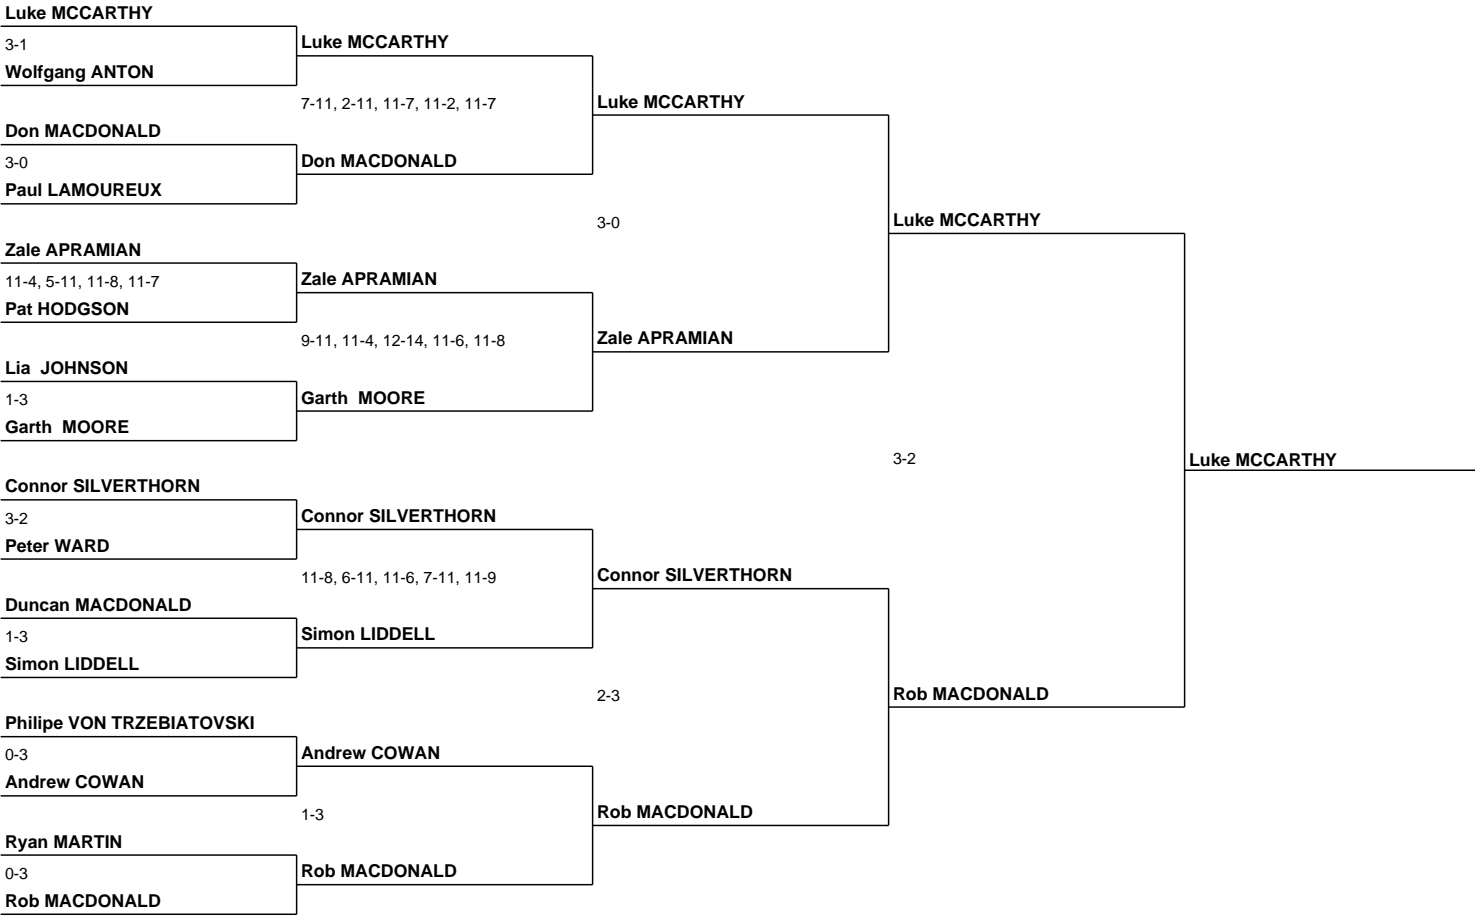 Luke MCCARTHY
3-1
Wolfgang ANTON
Don MACDONALD
3-0
Paul LAMOUREUX
Zale APRAMIAN
11-4, 5-11, 11-8, 11-7
Pat HODGSON
Lia JOHNSON
1-3
Garth MOORE
Connor SILVERTHORN
3-2
Peter WARD
Duncan MACDONALD
1-3
Simon LIDDELL
Philipe VON TRZEBIATOVSKI
0-3
Andrew COWAN
Ryan MARTIN
0-3
Rob MACDONALD
Luke MCCARTHY
7-11, 2-11, 11-7, 11-2, 11-7
Don MACDONALD
Zale APRAMIAN
9-11, 11-4, 12-14, 11-6, 11-8
Garth MOORE
Connor SILVERTHORN
11-8, 6-11, 11-6, 7-11, 11-9
Simon LIDDELL
Andrew COWAN
1-3
Rob MACDONALD
Luke MCCARTHY
3-0
Zale APRAMIAN
Connor SILVERTHORN
2-3
Rob MACDONALD
Luke MCCARTHY
3-2
Rob MACDONALD
Luke MCCARTHY